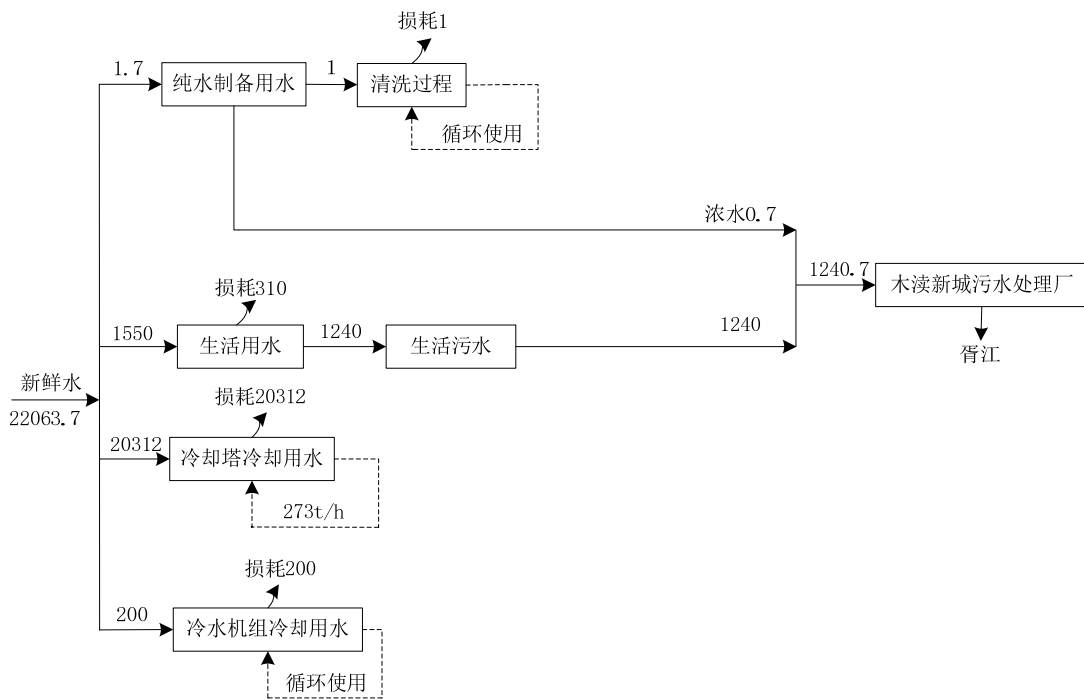 损耗1
1.7
纯水制备用水
1
清洗过程
循环使用
浓水0.7
1240.7
木渎新城污水处理厂
胥江
损耗310
1550
生活用水
1240
生活污水
1240
新鲜水
22063.7
损耗20312
20312
冷却塔冷却用水
273t/h
损耗200
200
冷水机组冷却用水
循环使用